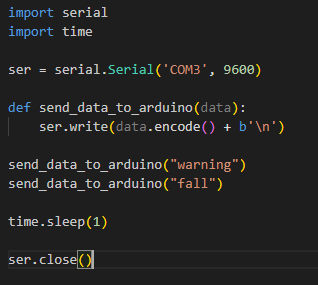 import serial
import time
ser = serial.Serial('COM3', 9600)
def send_data_to_arduino(data):
    ser.write(data.encode() + b'\n')
send_data_to_arduino("warning")
send_data_to_arduino("fall")
time.sleep(1)
ser.close()